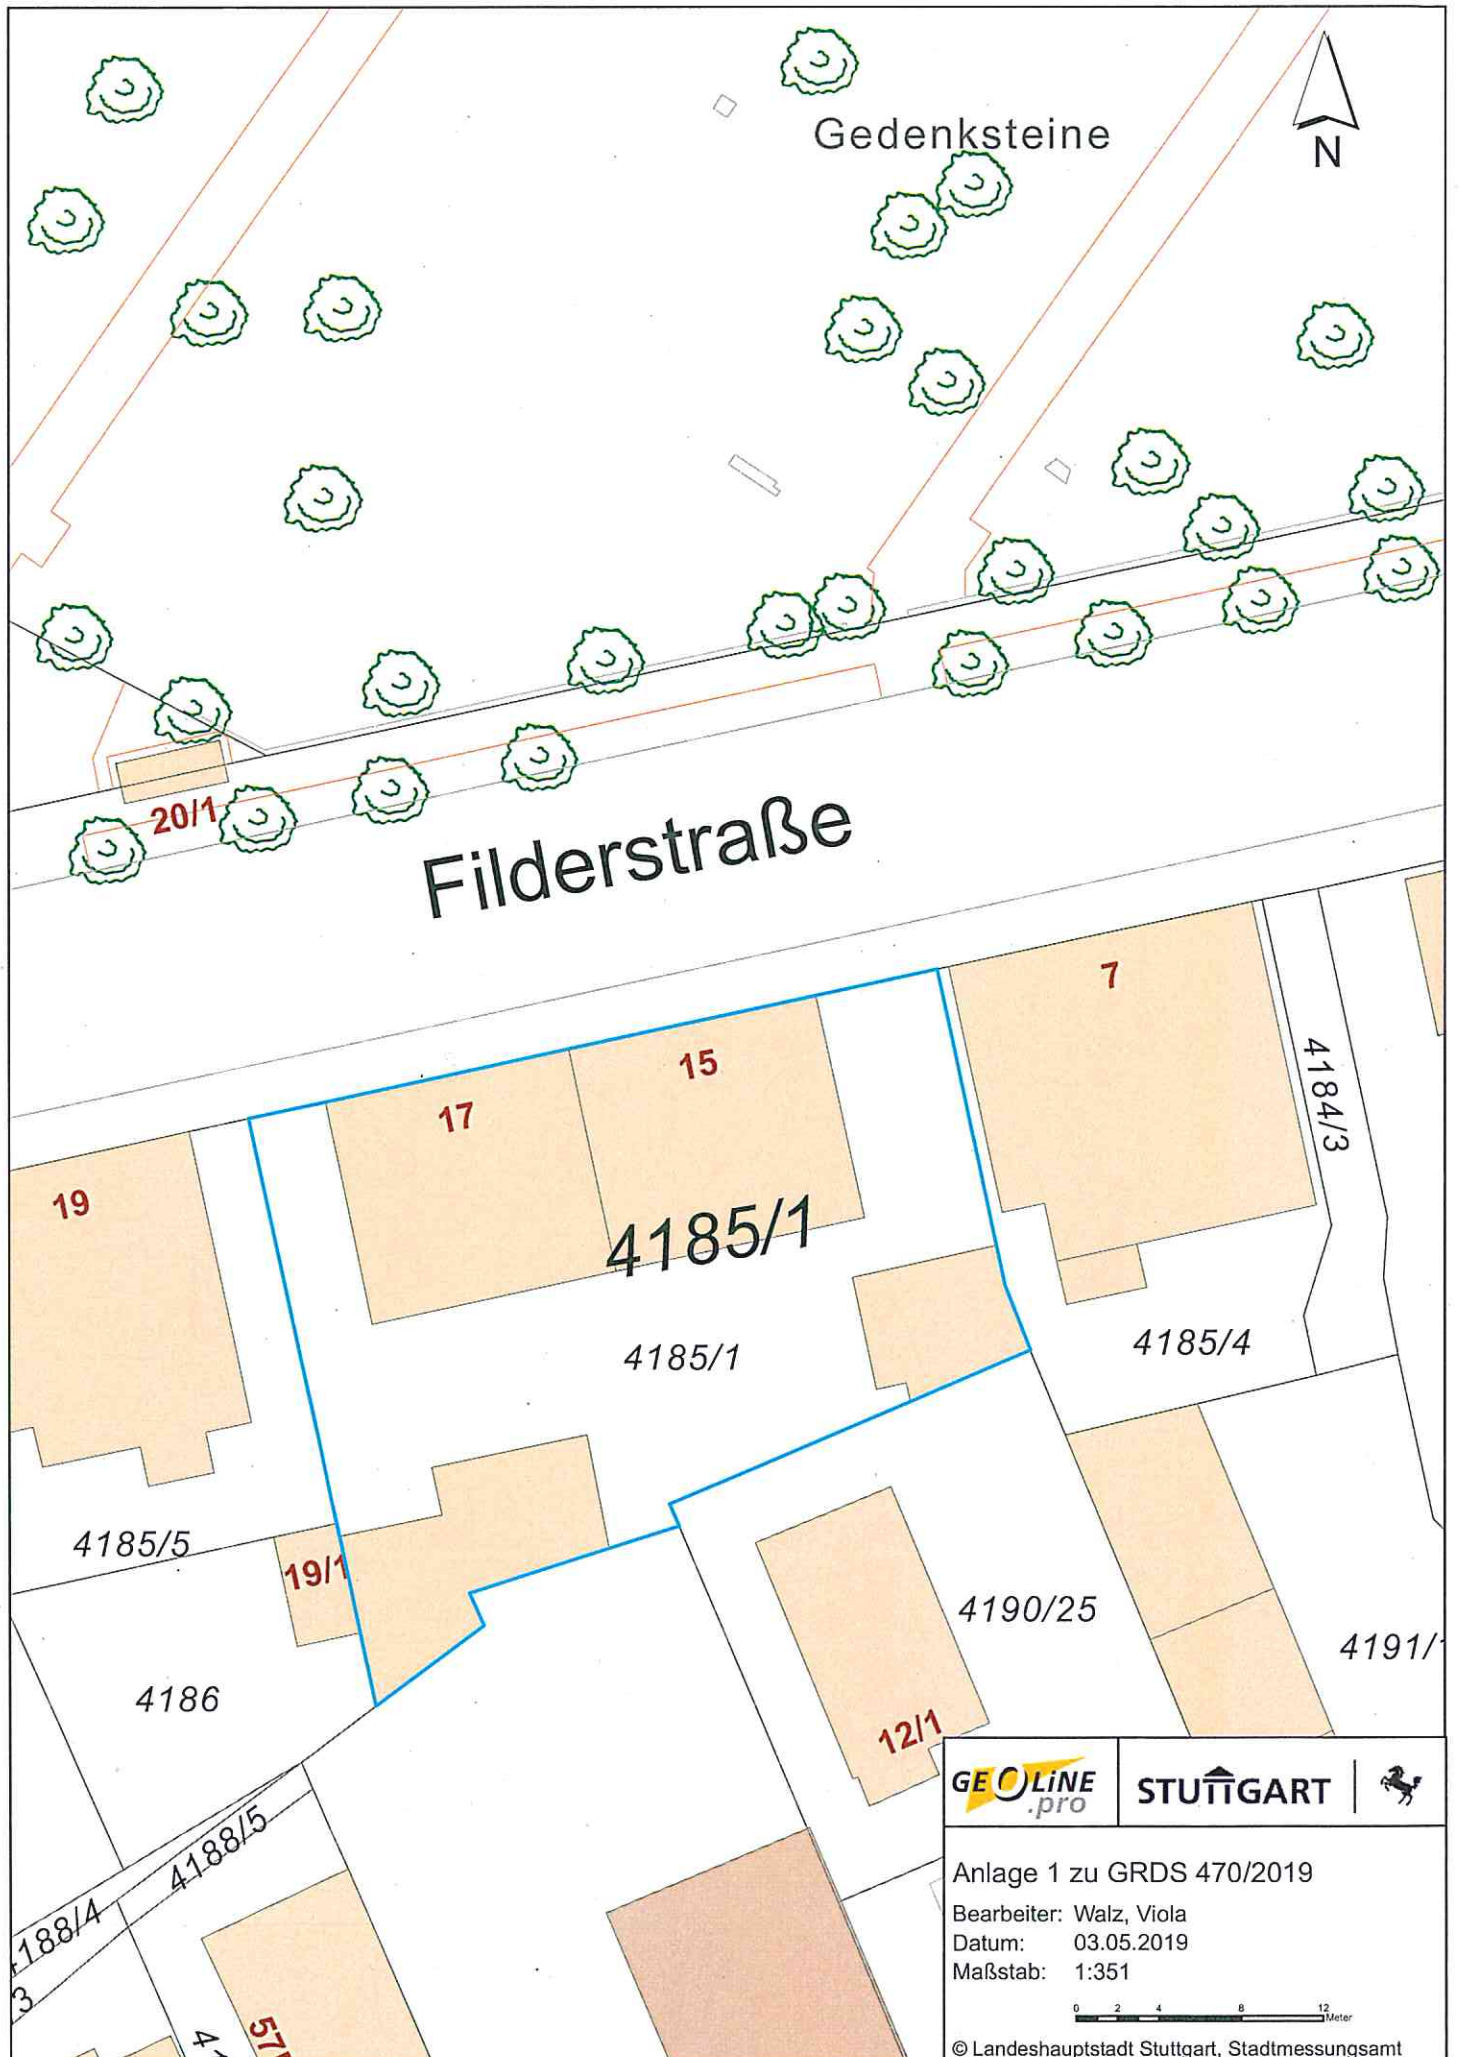 Gedenksteine
N
20/1
Filderstraße
7
15
17
4184/3
19
4185/1
4185/1
4185/4
4185/5
19/1
4190/25
4191/
4186
12/1
4188/5
188/4
3
57
GEOLINE
.pro
STUTTGART
Anlage 1 zu GRDS 470/2019
Bearbeiter: Walz, Viola
Datum: 03.05.2019
Maßstab: 1:351
0 2 4 8 12
Meter
© Landeshauptstadt Stuttgart, Stadtmessungsamt